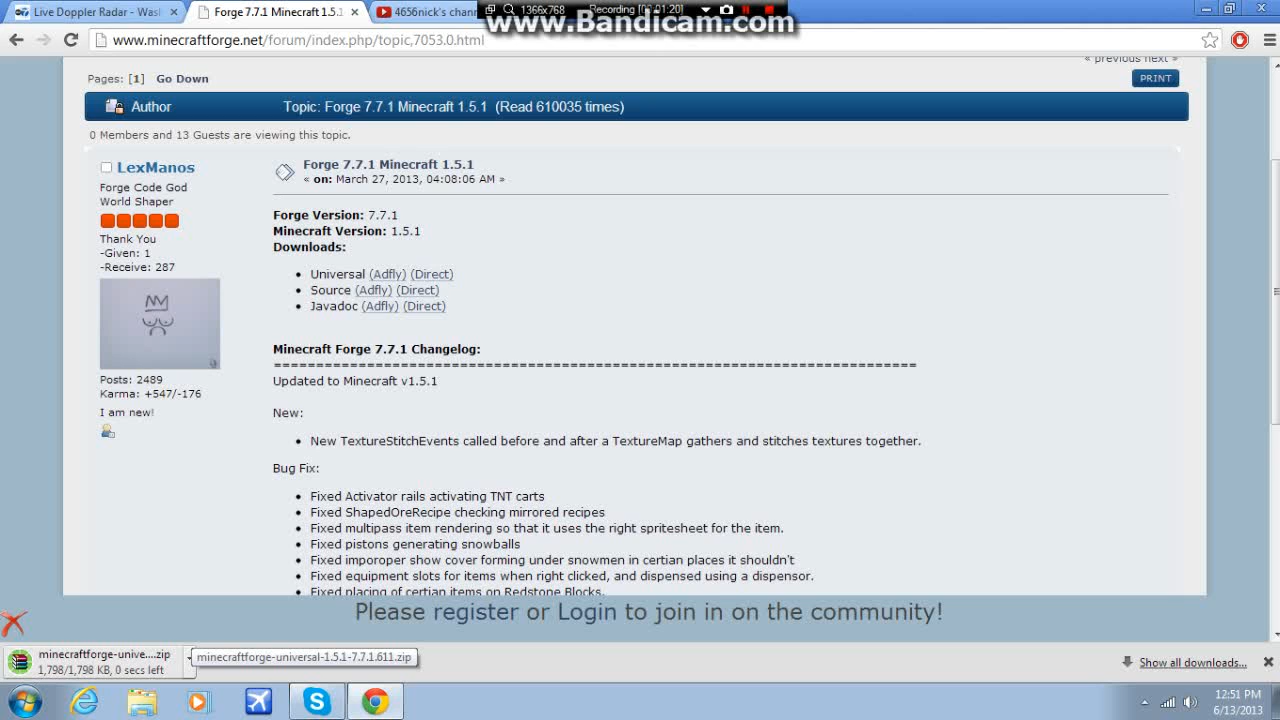 Live Doppler Radar - Wasl
Forge 7.7.1 Minecraft 1.5.1
4656nick's chann
1366x768
Recording [00:01:20]
www.Bandicam.com
www.minecraftforge.net/forum/index.php/topic,7053.0.html
« previous next »
Pages: [1] Go Down
PRINT
Author
Topic: Forge 7.7.1 Minecraft 1.5.1 (Read 610035 times)
0 Members and 13 Guests are viewing this topic.
LexManos
Forge Code God
World Shaper
Thank You
-Given: 1
-Receive: 287
Posts: 2489
Karma: +547/-176
I am new!
Forge 7.7.1 Minecraft 1.5.1
« on: March 27, 2013, 04:08:06 AM »
Forge Version: 7.7.1
Minecraft Version: 1.5.1
Downloads:
• Universal (Adfly) (Direct)
• Source (Adfly) (Direct)
• Javadoc (Adfly) (Direct)
Minecraft Forge 7.7.1 Changelog:
============================================================================
Updated to Minecraft v1.5.1
New:
• New TextureStitchEvents called before and after a TextureMap gathers and stitches textures together.
Bug Fix:
• Fixed Activator rails activating TNT carts
• Fixed ShapedOreRecipe checking mirrored recipes
• Fixed multipass item rendering so that it uses the right spritesheet for the item.
• Fixed pistons generating snowballs
• Fixed imporoper show cover forming under snowmen in certian places it shouldn't
• Fixed equipment slots for items when right clicked, and dispensed using a dispensor.
• Fixed placing of certian items on Redstone Blocks.
Please register or Login to join in on the community!
minecraftforge-unive....zip
1,798/1,798 KB, 0 secs left
minecraftforge-universal-1.5.1-7.7.1.611.zip
Show all downloads...
12:51 PM
6/13/2013